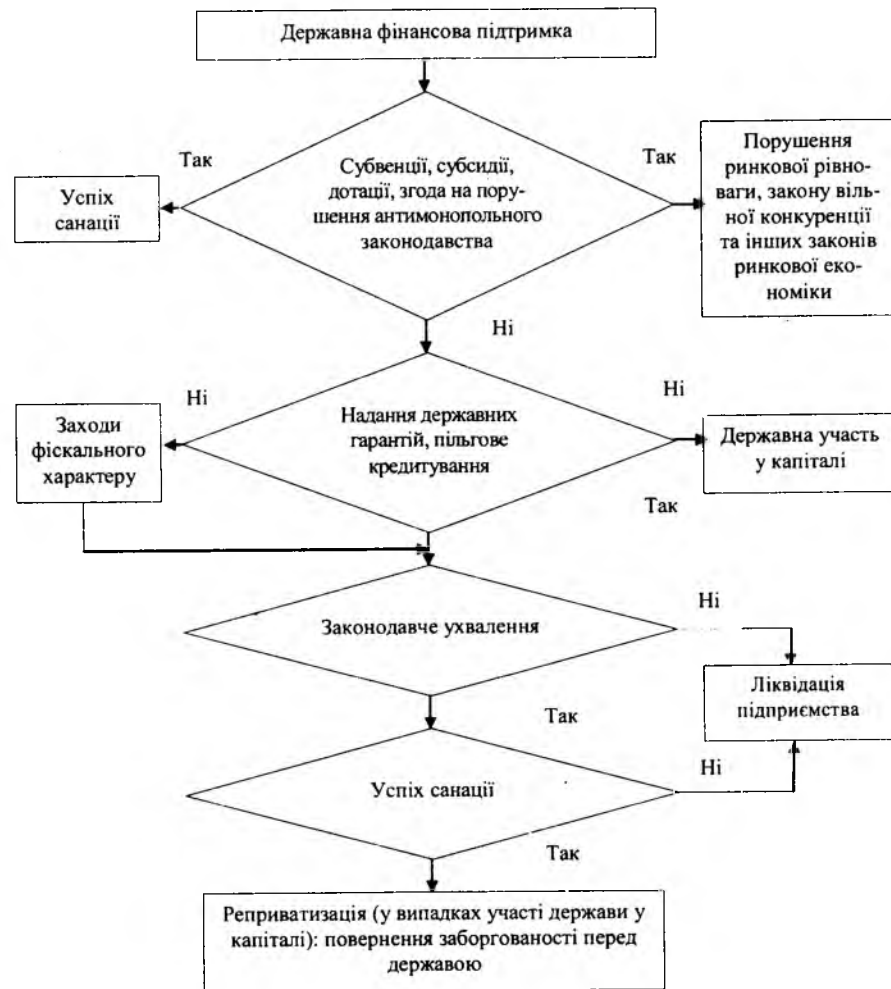 Державна фінансова підтримка
Так
Так
Субвенції, субсидії,
дотації, згода на пору-
шення антимонопольного
законодавства
Успіх
санації
Порушення
ринкової рівно-
ваги, закону віль-
ної конкуренції
та інших законів
ринкової еко-
номіки
Ні
Ні
Ні
Заходи
фіскального
характеру
Надання державних
гарантій, пільгове
кредитування
Державна участь
у капіталі
Так
Ні
Законодавче ухвалення
Ліквідація
підприємства
Так
Ні
Успіх санації
Так
Реприватизація (у випадках участі держави у
капіталі): повернення заборгованості перед
державою